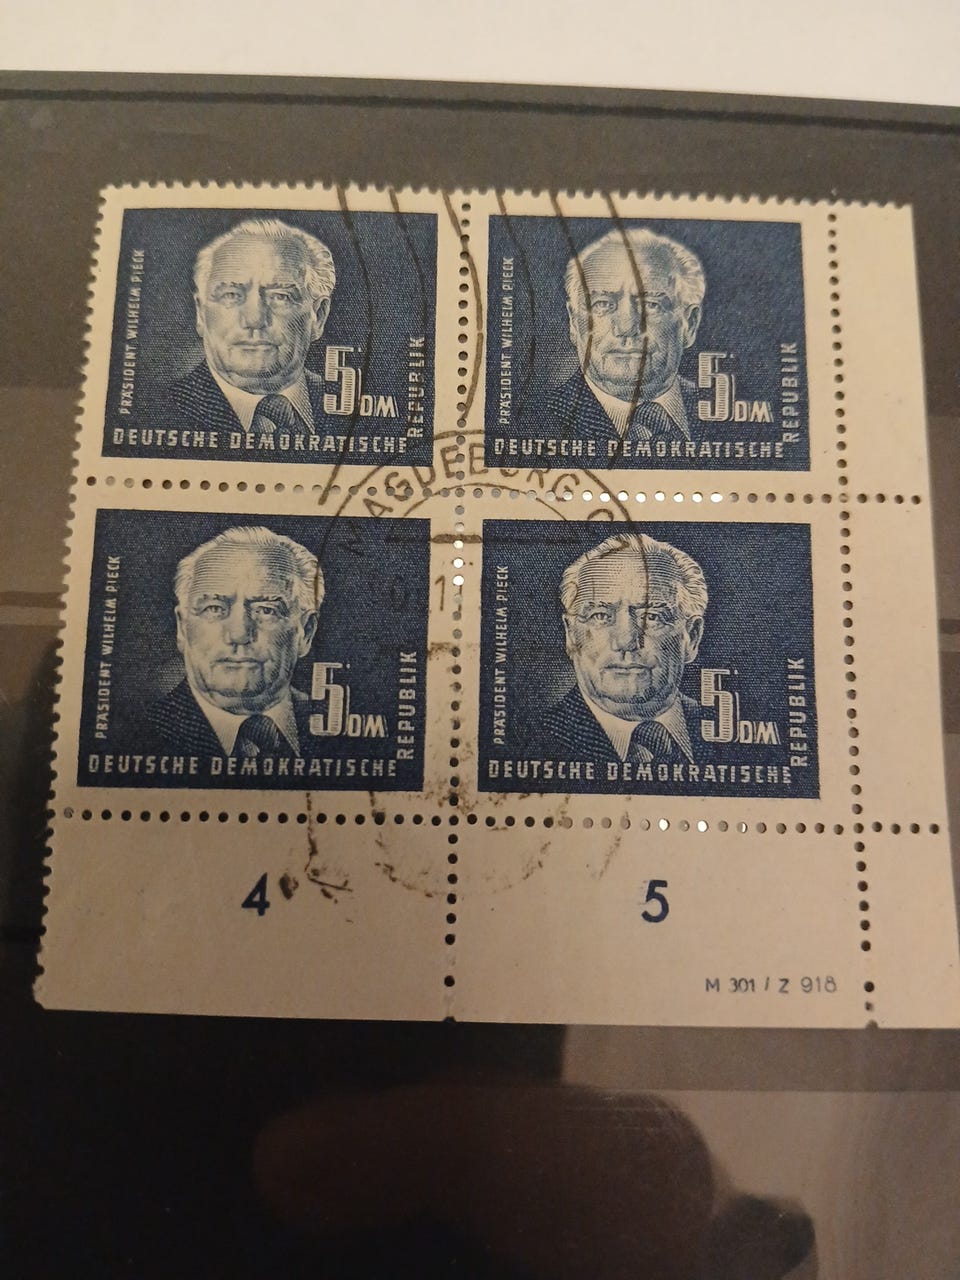 PRÄSIDENT WILHELM PIECK
5 DM
DEUTSCHE DEMOKRATISCHE
REPUBLIK
PRÄSIDENT WILHELM PIECK
5 DM
DEUTSCHE DEMOKRATISCHE
REPUBLIK
MAGDEBURG
PRÄSIDENT WILHELM PIECK
5 DM
DEUTSCHE DEMOKRATISCHE
REPUBLIK
PRÄSIDENT WILHELM PIECK
5 DM
DEUTSCHE DEMOKRATISCHE
REPUBLIK
4
5
M 301 / Z 918